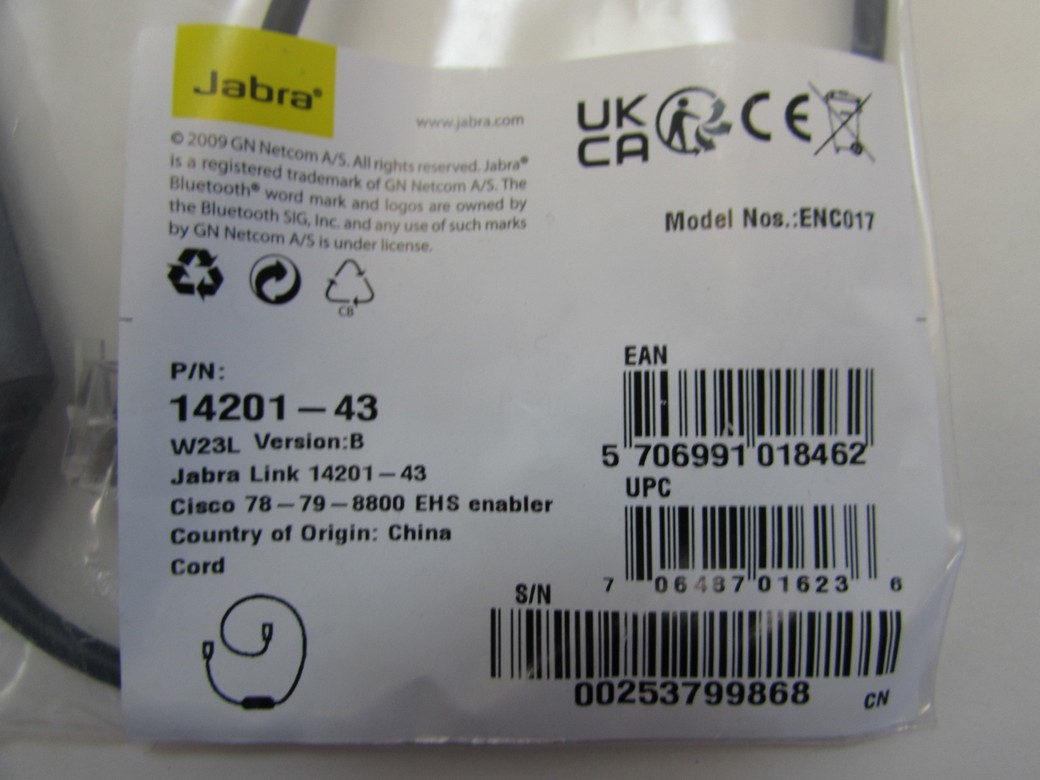 Jabra®
www.jabra.com
UK
CA
CE
© 2009 GN Netcom A/S. All rights reserved. Jabra®
is a registered trademark of GN Netcom A/S. The
Bluetooth® word mark and logos are owned by
the Bluetooth SIG, Inc. and any use of such marks
by GN Netcom A/S is under license.
Model Nos.:ENC017
CB
P/N:
14201-43
W23L Version:B
Jabra Link 14201-43
Cisco 78-79-8800 EHS enabler
Country of Origin: China
Cord
EAN
5 706991 018462
UPC
7 06487 01623 6
S/N
00253799868
CN